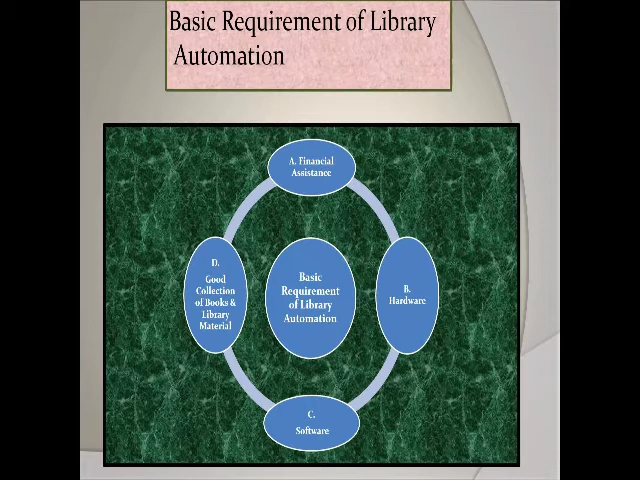 Basic Requirement of Library
Automation
A. Financial
Assistance
B.
Hardware
C.
Software
D.
Good
Collection
of Books &
Library
Material
Basic
Requirement
of Library
Automation